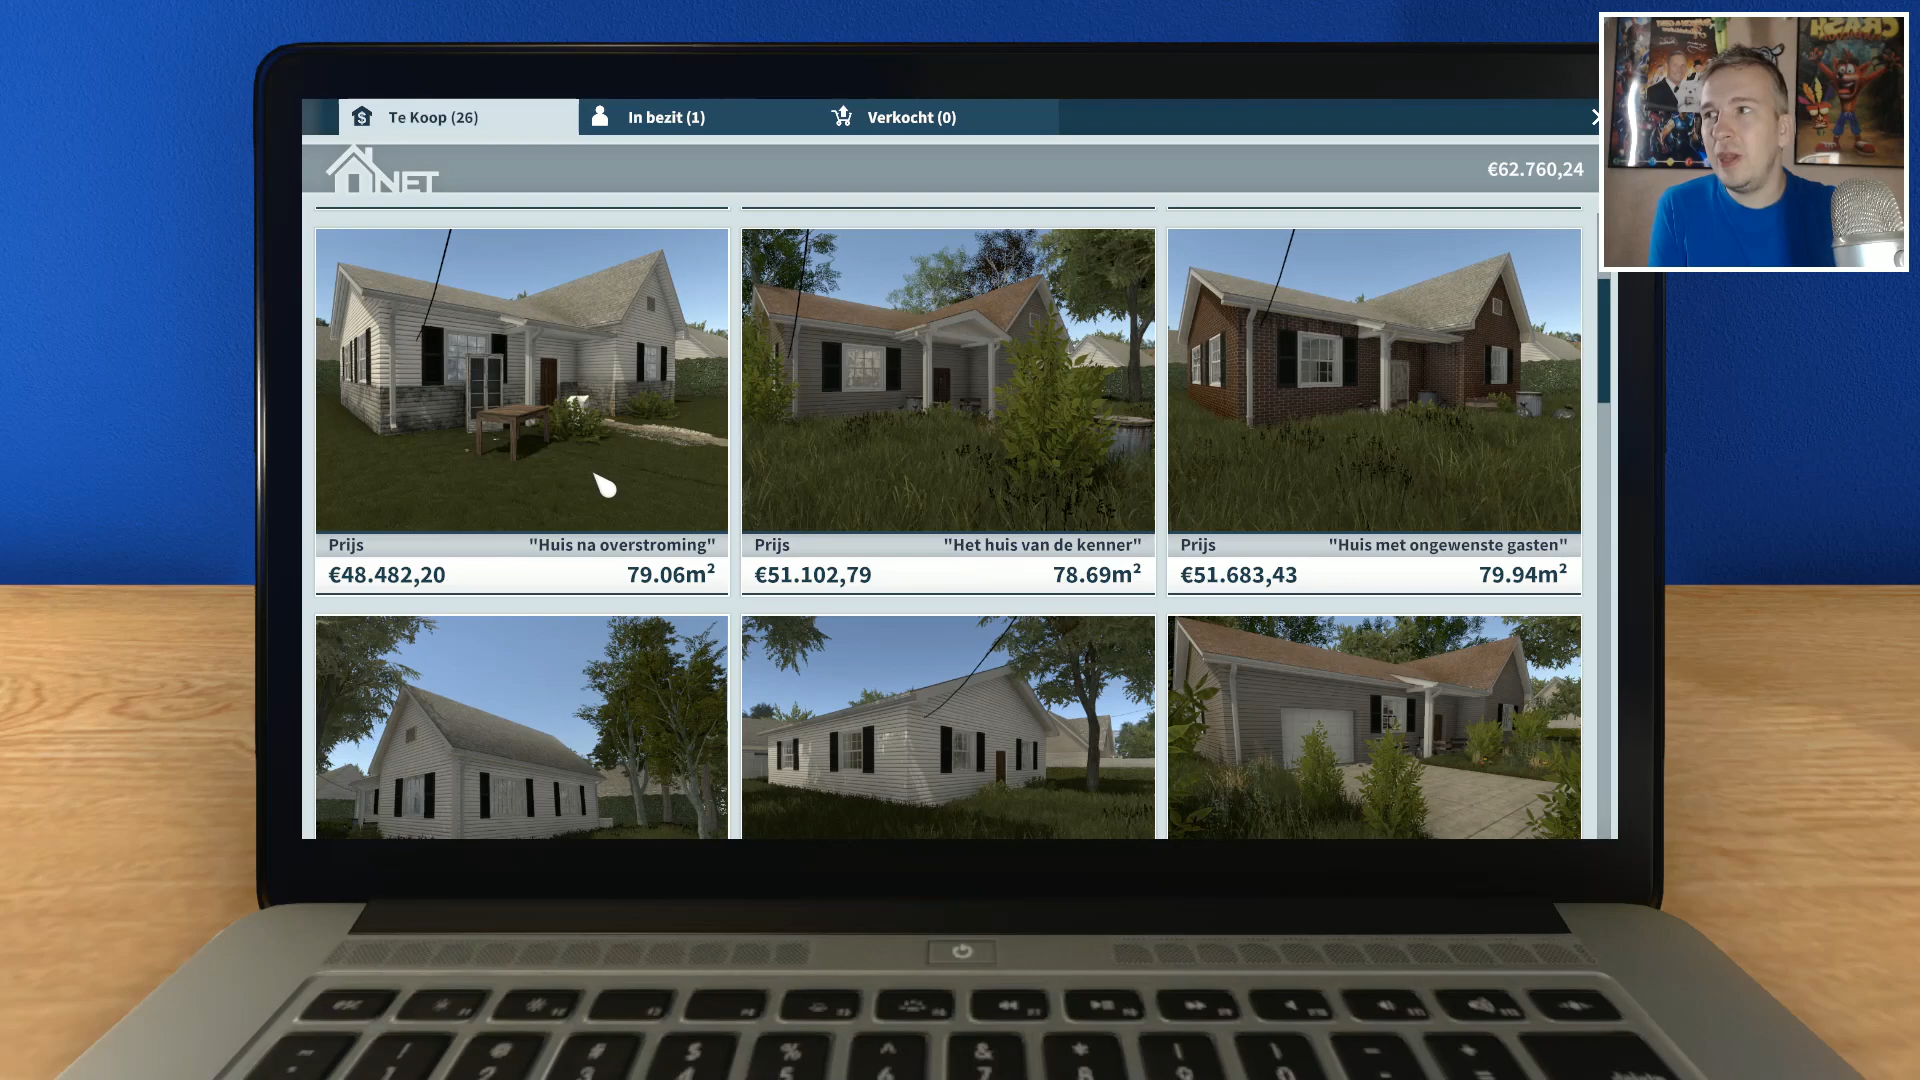 Te Koop (26)
In bezit (1)
Verkocht (0)
NET
€62.760,24
Prijs
"Huis na overstroming"
€48.482,20
79.06m²
Prijs
"Het huis van de kenner"
€51.102,79
78.69m²
Prijs
"Huis met ongewenste gasten"
€51.683,43
79.94m²